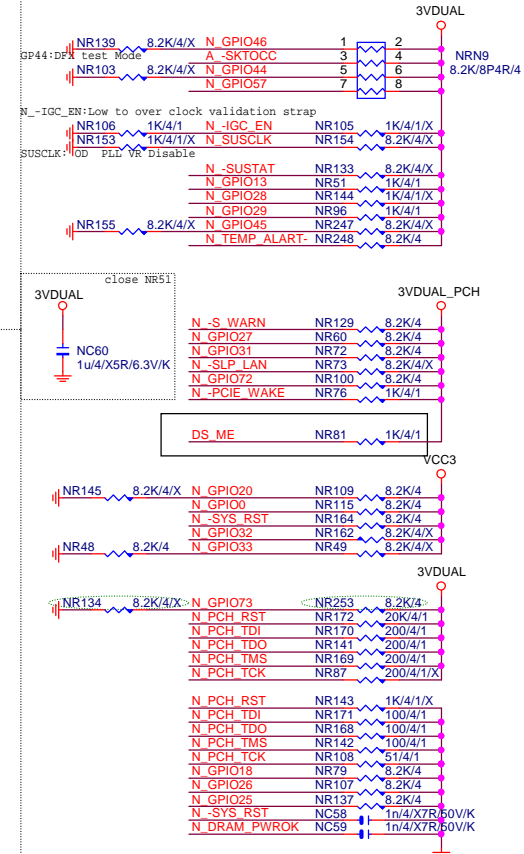 3VDUAL
NR139 8.2K/4/X N_GPIO46 1 2
GP44:DFX test Mode A_-SKTOCC 3 4 NRN9
NR103 8.2K/4/X N_GPIO44 5 6 8.2K/8P4R/4
N_GPIO57 7 8
N_-IGC_EN:Low to over clock validation strap
NR106 1K/4/1 N_-IGC_EN NR105 1K/4/1/X
NR153 1K/4/1/X N_SUSCLK NR154 8.2K/4/X
SUSCLK: OD PLL VR Disable
N_-SUSTAT NR133 8.2K/4/X
N_GPIO13 NR51 1K/4/1
N_GPIO28 NR144 1K/4/1/X
N_GPIO29 NR96 1K/4/1
NR155 8.2K/4/X N_GPIO45 NR247 8.2K/4/X
N_TEMP_ALART- NR248 8.2K/4
close NR51
3VDUAL
NC60
1u/4/X5R/6.3V/K
3VDUAL_PCH
N_-S_WARN NR129 8.2K/4
N_GPIO27 NR60 8.2K/4
N_GPIO31 NR72 8.2K/4
N_-SLP_LAN NR73 8.2K/4/X
N_GPIO72 NR100 8.2K/4
N_-PCIE_WAKE NR76 1K/4/1
DS_ME NR81 1K/4/1
VCC3
NR145 8.2K/4/X N_GPIO20 NR109 8.2K/4
N_GPIO0 NR115 8.2K/4
N_-SYS_RST NR164 8.2K/4
N_GPIO32 NR162 8.2K/4/X
NR48 8.2K/4 N_GPIO33 NR49 8.2K/4/X
3VDUAL
NR134 8.2K/4/X N_GPIO73 NR253 8.2K/4
N_PCH_RST NR172 20K/4/1
N_PCH_TDI NR170 200/4/1
N_PCH_TDO NR141 200/4/1
N_PCH_TMS NR169 200/4/1
N_PCH_TCK NR87 200/4/1/X
N_PCH_RST NR143 1K/4/1/X
N_PCH_TDI NR171 100/4/1
N_PCH_TDO NR168 100/4/1
N_PCH_TMS NR142 100/4/1
N_PCH_TCK NR108 51/4/1
N_GPIO18 NR79 8.2K/4
N_GPIO26 NR107 8.2K/4
N_GPIO25 NR137 8.2K/4
N_-SYS_RST NC58 1n/4/X7R/50V/K
N_DRAM_PWROK NC59 1n/4/X7R/50V/K